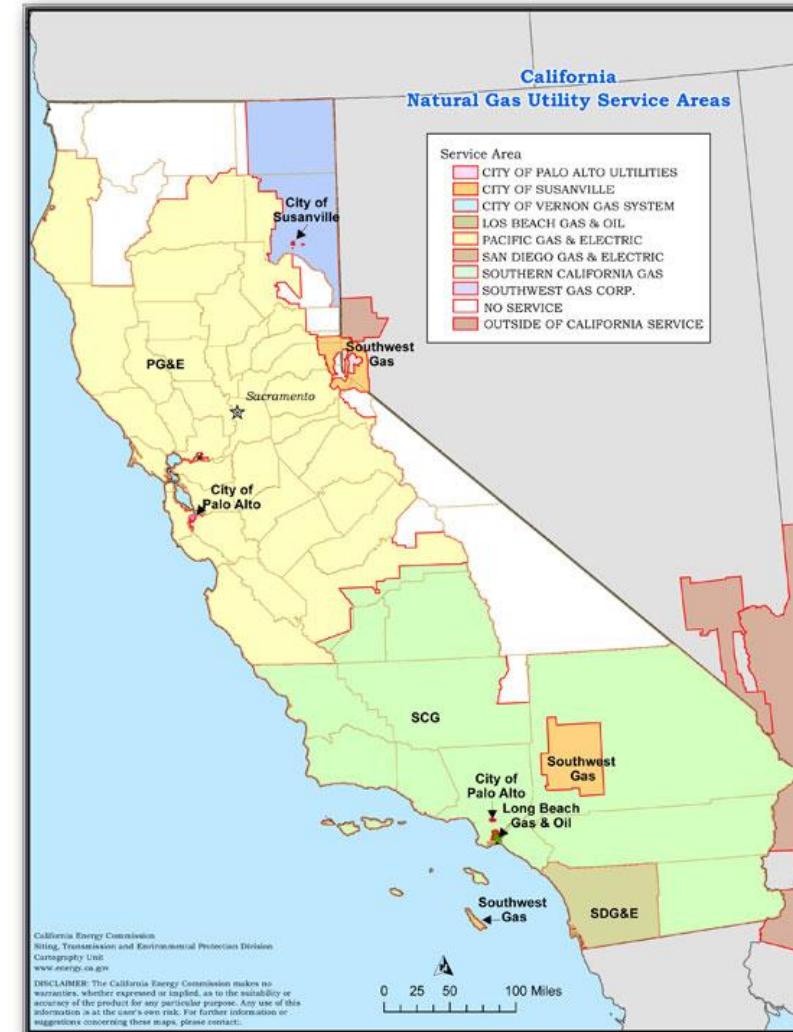 California
Natural Gas Utility Service Areas
Service Area
CITY OF PALO ALTO ULTILITIES
CITY OF SUSANVILLE
CITY OF VERNON GAS SYSTEM
LOS BEACH GAS & OIL
PACIFIC GAS & ELECTRIC
SAN DIEGO GAS & ELECTRIC
SOUTHERN CALIFORNIA GAS
SOUTHWEST GAS CORP.
NO SERVICE
OUTSIDE OF CALIFORNIA SERVICE
City of
Susanville
Southwest
Gas
PG&E
Sacramento
City of
Palo Alto
SCG
Southwest
Gas
City of
Palo Alto
Long Beach
Gas & Oil
Southwest
Gas
SDG&E
California Energy Commission
Siting, Transmission and Environmental Protection Division
Cartography Unit
www.energy.ca.gov
DISCLAIMER: The California Energy Commission makes no
warranties, whether expressed or implied, as to the suitability or
accuracy of the product for any particular purpose. Any use of this
information is at the user's own risk. For further information or
suggestions concerning these maps, please contact:.
0 25 50 100 Miles